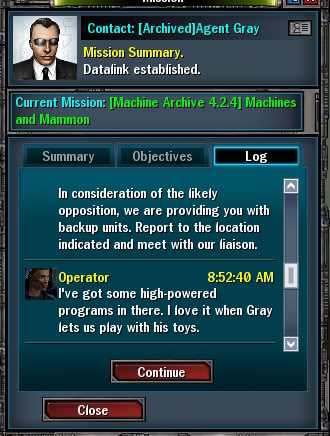 Mission
Contact: [Archived]Agent Gray
Mission Summary.
Datalink established.
Current Mission: [Machine Archive 4.2.4] Machines
and Mammon
Summary
Objectives
Log
In consideration of the likely
opposition, we are providing you with
backup units. Report to the location
indicated and meet with our liaison.
Operator 8:52:40 AM
I've got some high-powered
programs in there. I love it when Gray
lets us play with his toys.
Continue
Close